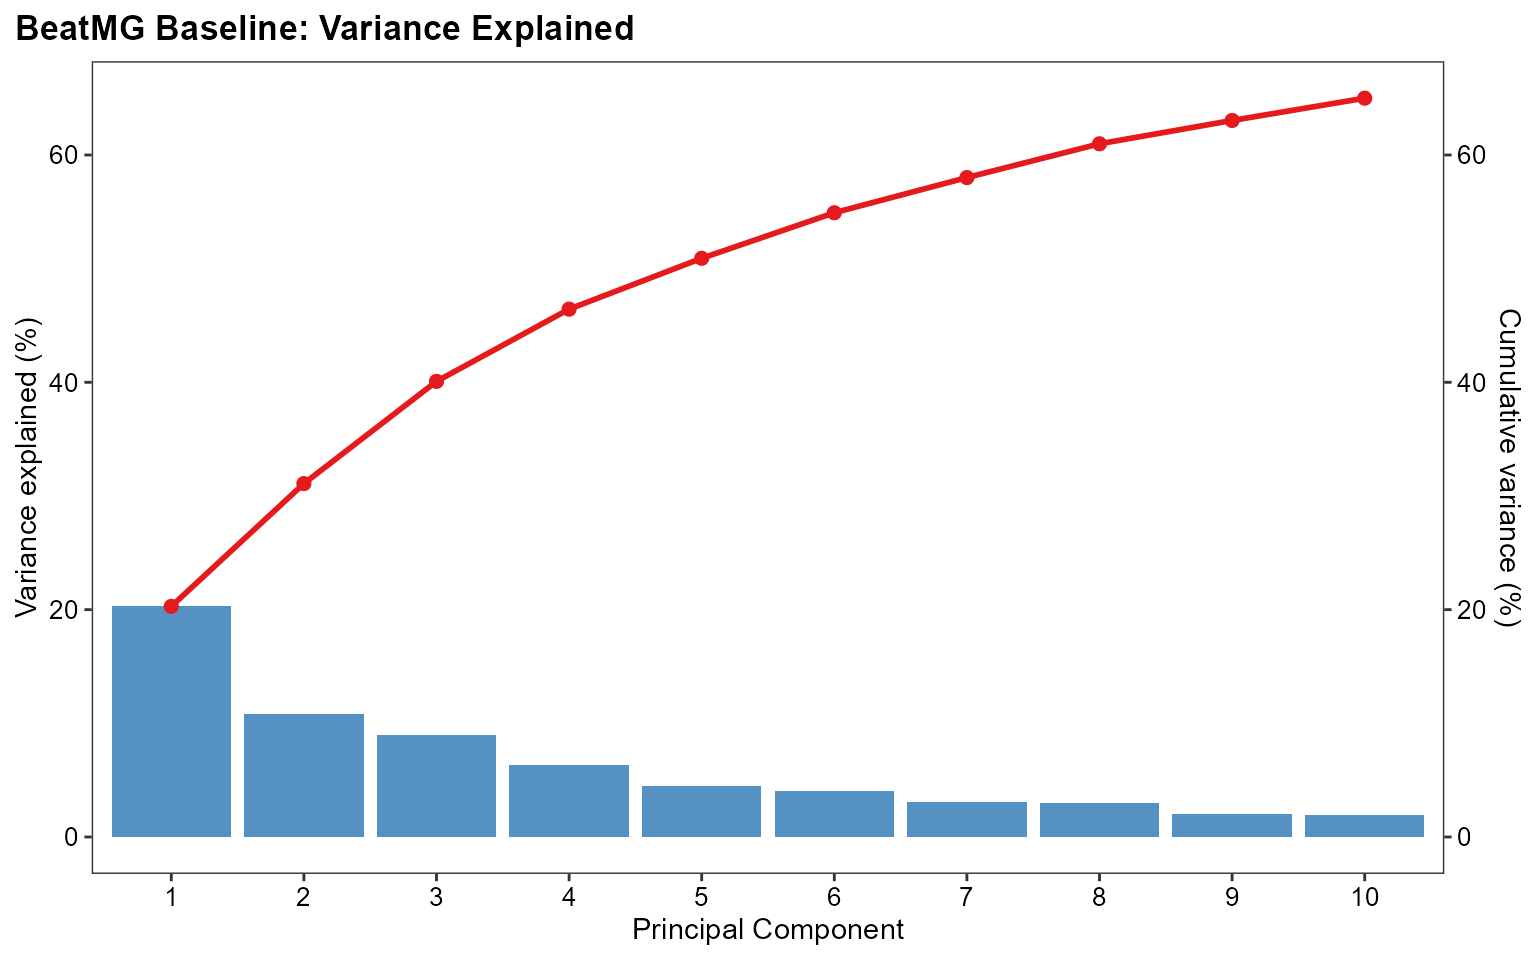 BeatMG Baseline: Variance Explained
Variance explained (%)
60
40
20
0
60
40
20
0
Cumulative variance (%)
1 2 3 4 5 6 7 8 9 10
Principal Component